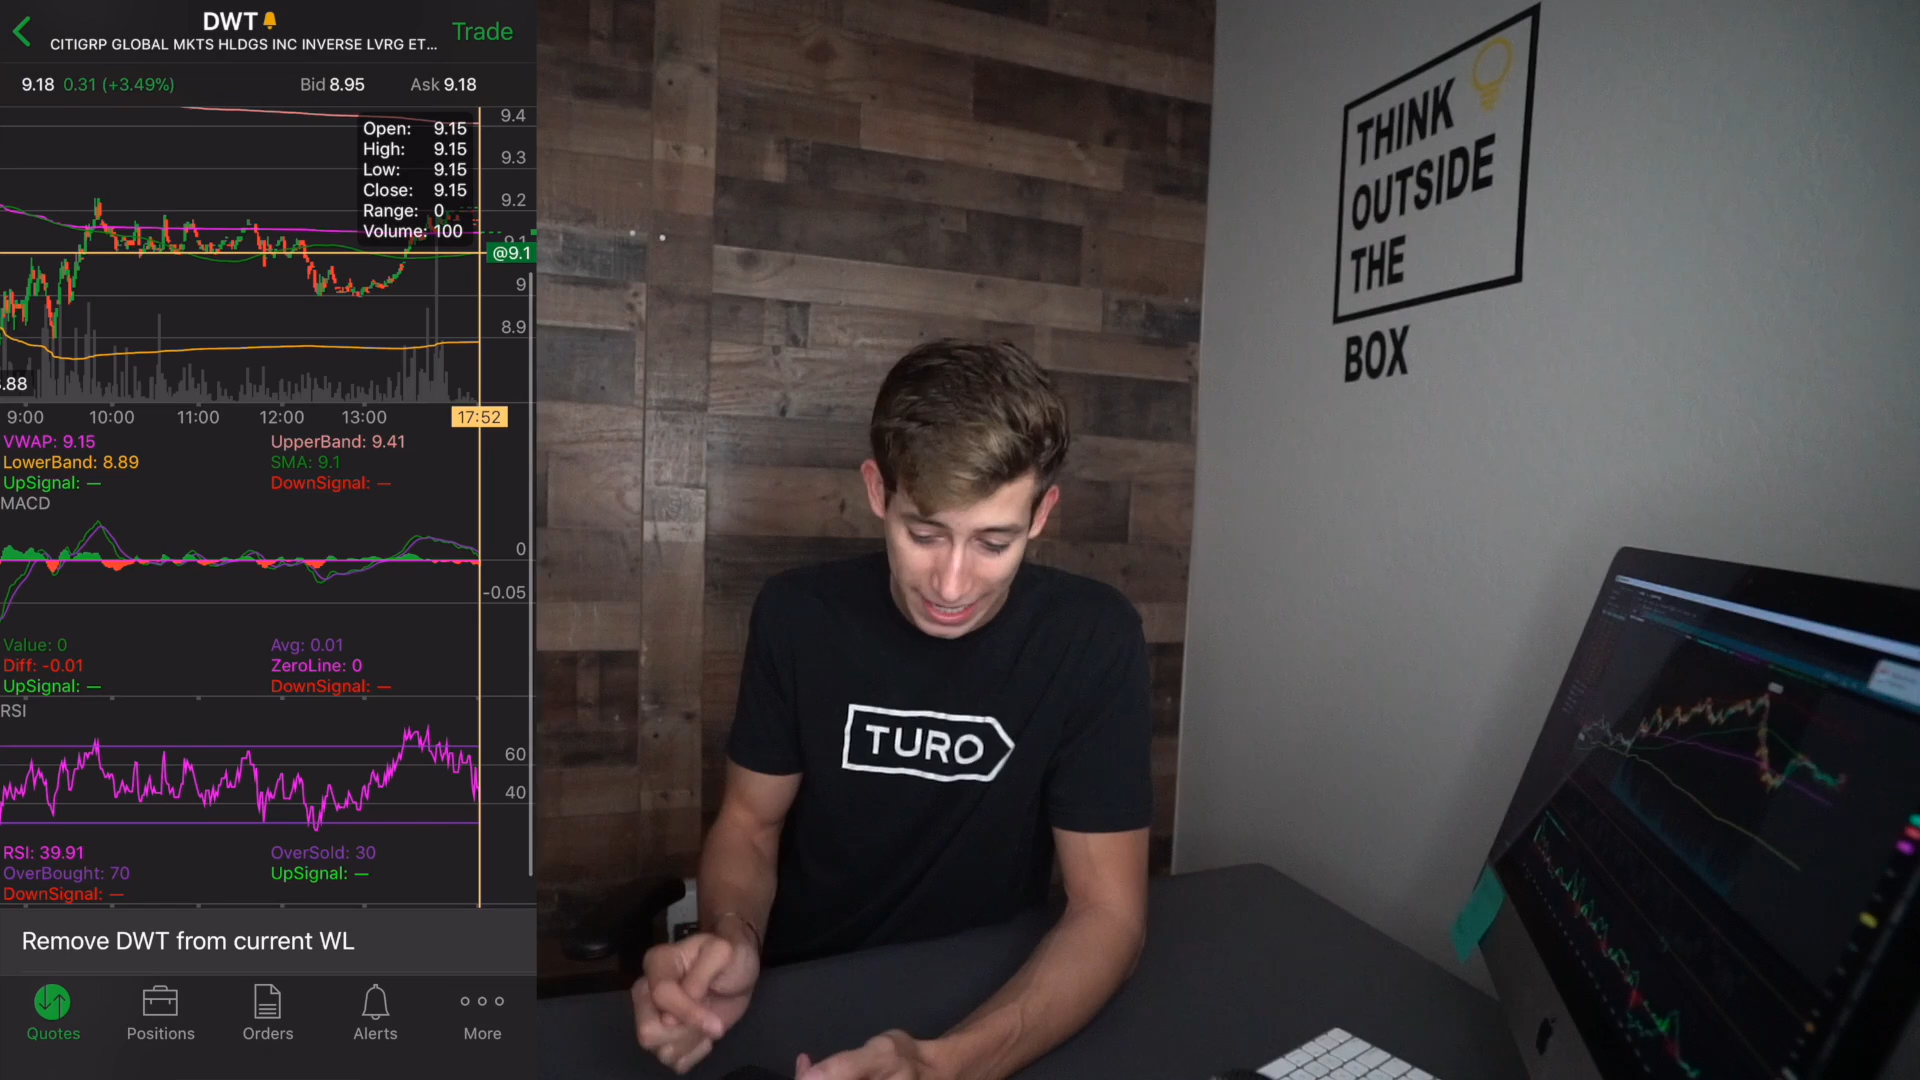 DWT
CITIGRP GLOBAL MKTS HLDGS INC INVERSE LVRG ET...
Trade
9.18 0.31 (+3.49%) Bid 8.95 Ask 9.18
Open: 9.15
High: 9.15
Low: 9.15
Close: 9.15
Range: 0
Volume: 100
9.4
9.3
9.2
9.1
@9.1
9
8.9
.88
9:00 10:00 11:00 12:00 13:00 17:52
VWAP: 9.15 UpperBand: 9.41
LowerBand: 8.89 SMA: 9.1
UpSignal: — DownSignal: —
MACD
0
-0.05
Value: 0 Avg: 0.01
Diff: -0.01 ZeroLine: 0
UpSignal: — DownSignal: —
RSI
60
40
RSI: 39.91 OverSold: 30
OverBought: 70 UpSignal: —
DownSignal: —
Remove DWT from current WL
Quotes Positions Orders Alerts More
TURO
THINK
OUTSIDE
THE
BOX